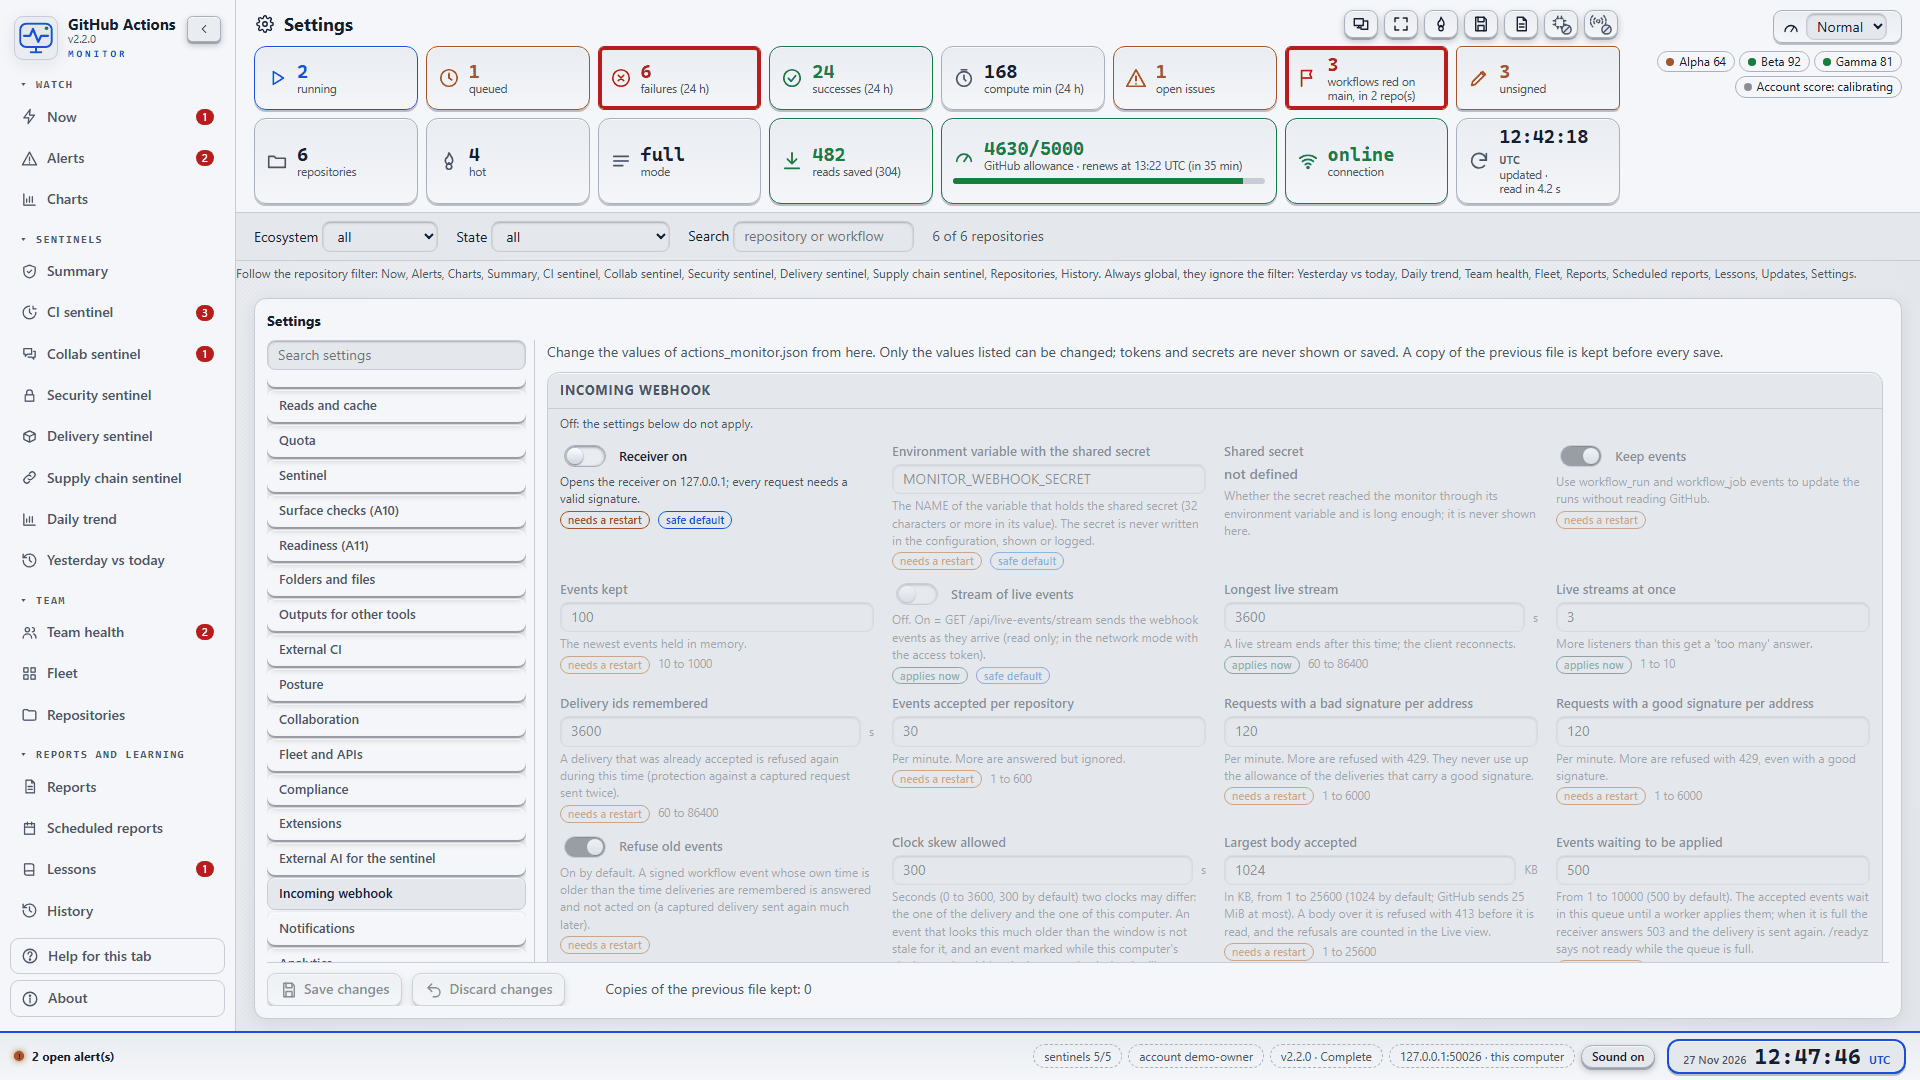 GitHub Actions
v2.2.0
MONITOR
WATCH
Now 1
Alerts 2
Charts
SENTINELS
Summary
CI sentinel 3
Collab sentinel 1
Security sentinel
Delivery sentinel
Supply chain sentinel
Daily trend
Yesterday vs today
TEAM
Team health 2
Fleet
Repositories
REPORTS AND LEARNING
Reports
Scheduled reports
Lessons 1
History
Help for this tab
About
Settings
Normal
Alpha 64
Beta 92
Gamma 81
Account score: calibrating
2
running
1
queued
6
failures (24 h)
24
successes (24 h)
168
compute min (24 h)
1
open issues
3
workflows red on
main, in 2 repo(s)
3
unsigned
6
repositories
4
hot
full
mode
482
reads saved (304)
4630/5000
GitHub allowance · renews at 13:22 UTC (in 35 min)
online
connection
12:42:18
UTC
updated ·
read in 4.2 s
Ecosystem all
State all
Search repository or workflow
6 of 6 repositories
Follow the repository filter: Now, Alerts, Charts, Summary, CI sentinel, Collab sentinel, Security sentinel, Delivery sentinel, Supply chain sentinel, Repositories, History. Always global, they ignore the filter: Yesterday vs today, Daily trend, Team health, Fleet, Reports, Scheduled reports, Lessons, Updates, Settings.
Settings
Search settings
Reads and cache
Quota
Sentinel
Surface checks (A10)
Readiness (A11)
Folders and files
Outputs for other tools
External CI
Posture
Collaboration
Fleet and APIs
Compliance
Extensions
External AI for the sentinel
Incoming webhook
Notifications
Analytics
Change the values of actions_monitor.json from here. Only the values listed can be changed; tokens and secrets are never shown or saved. A copy of the previous file is kept before every save.
INCOMING WEBHOOK
Off: the settings below do not apply.
Receiver on
Opens the receiver on 127.0.0.1; every request needs a
valid signature.
needs a restart safe default
Environment variable with the shared secret
MONITOR_WEBHOOK_SECRET
The NAME of the variable that holds the shared secret (32
characters or more in its value). The secret is never written
in the configuration, shown or logged.
needs a restart safe default
Shared secret
not defined
Whether the secret reached the monitor through its
environment variable and is long enough; it is never shown
here.
Keep events
Use workflow_run and workflow_job events to update the
runs without reading GitHub.
needs a restart
Events kept
100
The newest events held in memory.
needs a restart 10 to 1000
Stream of live events
Off. On = GET /api/live-events/stream sends the webhook
events as they arrive (read only; in the network mode with
the access token).
applies now safe default
Longest live stream
3600 s
A live stream ends after this time; the client reconnects.
applies now 60 to 86400
Live streams at once
3
More listeners than this get a 'too many' answer.
applies now 1 to 10
Delivery ids remembered
3600 s
A delivery that was already accepted is refused again
during this time (protection against a captured request
sent twice).
needs a restart 60 to 86400
Events accepted per repository
30
Per minute. More are answered but ignored.
needs a restart 1 to 600
Requests with a bad signature per address
120
Per minute. More are refused with 429. They never use up
the allowance of the deliveries that carry a good signature.
needs a restart 1 to 6000
Requests with a good signature per address
120
Per minute. More are refused with 429, even with a good
signature.
needs a restart 1 to 6000
Refuse old events
On by default. A signed workflow event whose own time is
older than the time deliveries are remembered is answered
and not acted on (a captured delivery sent again much
later).
needs a restart
Clock skew allowed
300 s
Seconds (0 to 3600, 300 by default) two clocks may differ:
the one of the delivery and the one of this computer. An
event that looks this much older than the window is not
stale for it, and an event marked while this computer's
Largest body accepted
1024 KB
In KB, from 1 to 25600 (1024 by default; GitHub sends 25
MiB at most). A body over it is refused with 413 before it is
read, and the refusals are counted in the Live view.
needs a restart 1 to 25600
Events waiting to be applied
500
From 1 to 10000 (500 by default). The accepted events wait
in this queue until a worker applies them; when it is full the
receiver answers 503 and the delivery is sent again. /readyz
says not ready while the queue is full.
Save changes
Discard changes
Copies of the previous file kept: 0
2 open alert(s)
sentinels 5/5
account demo-owner
v2.2.0 · Complete
127.0.0.1:50026 · this computer
Sound on
27 Nov 2026 12:47:46 UTC